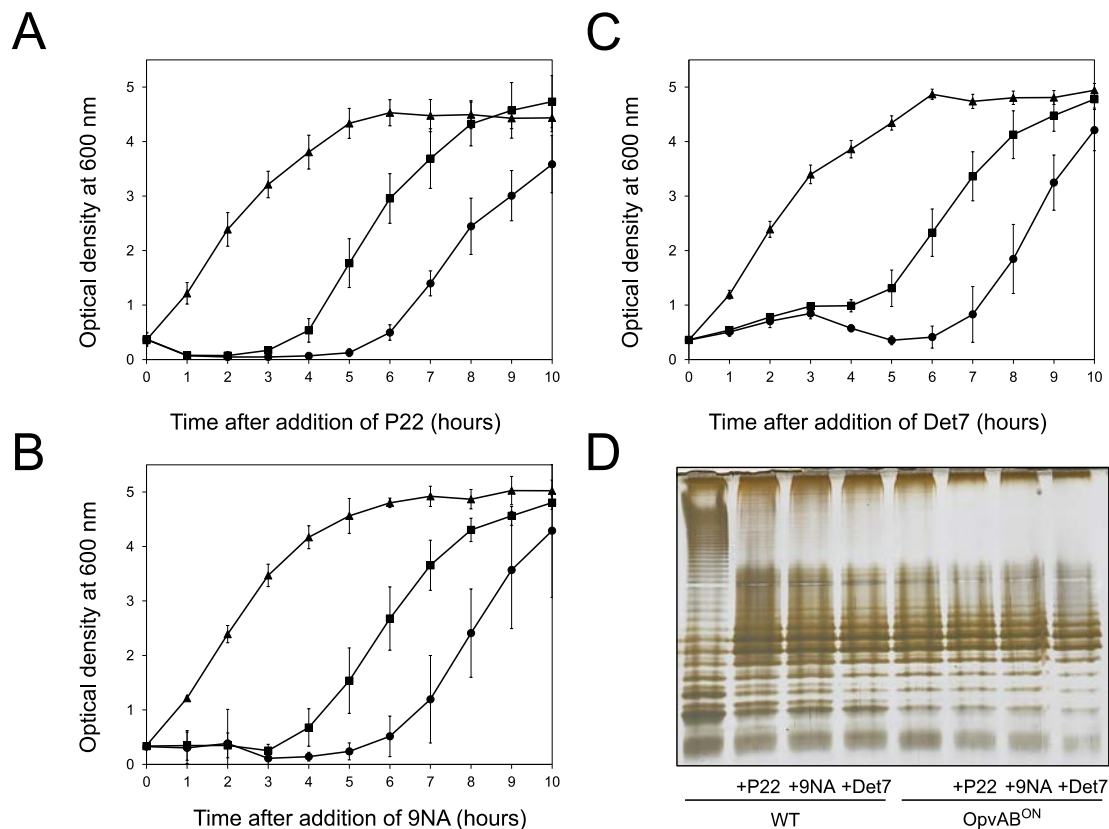 A
Optical density at 600 nm
5
4
3
2
1
0
0 1 2 3 4 5 6 7 8 9 10
Time after addition of P22 (hours)
B
Optical density at 600 nm
5
4
3
2
1
0
0 1 2 3 4 5 6 7 8 9 10
Time after addition of 9NA (hours)
C
Optical density at 600 nm
5
4
3
2
1
0
0 1 2 3 4 5 6 7 8 9 10
Time after addition of Det7 (hours)
D
+P22 +9NA +Det7 +P22 +9NA +Det7
WT OpvABᴼᴺ